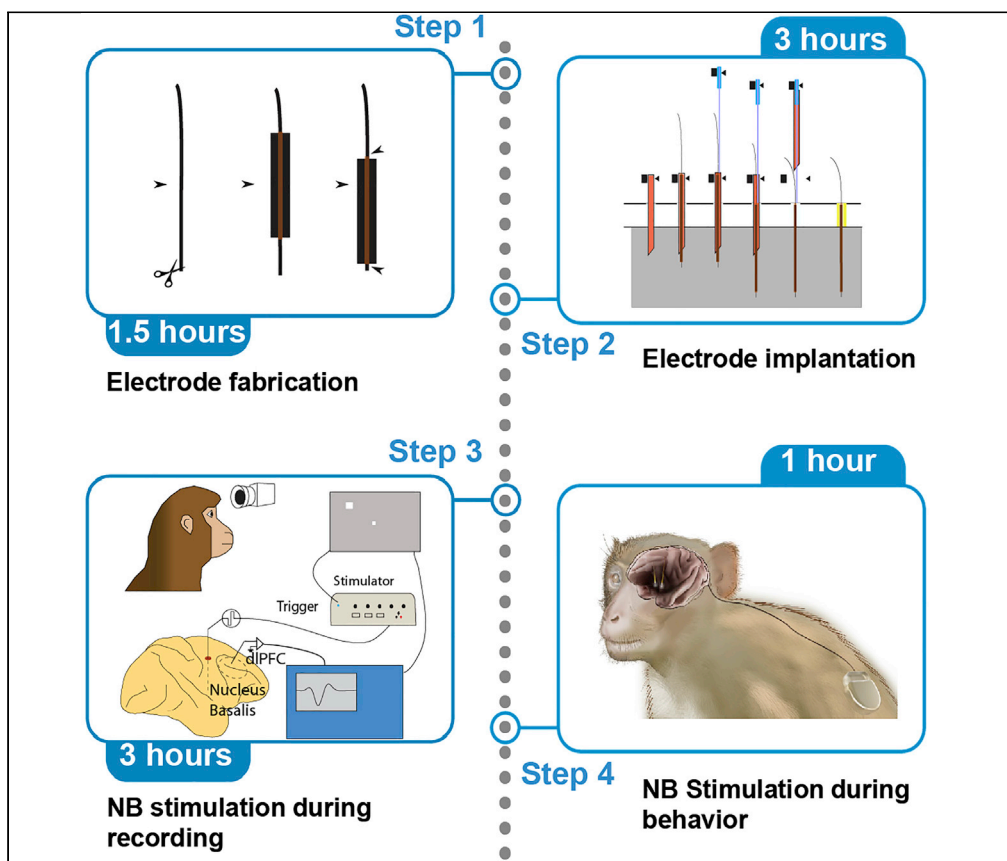 Step 1
1.5 hours
Electrode fabrication
3 hours
Step 2
Electrode implantation
Step 3
Stimulator
Trigger
dlPFC
Nucleus
Basalis
3 hours
NB stimulation during
recording
1 hour
Step 4
NB Stimulation during
behavior